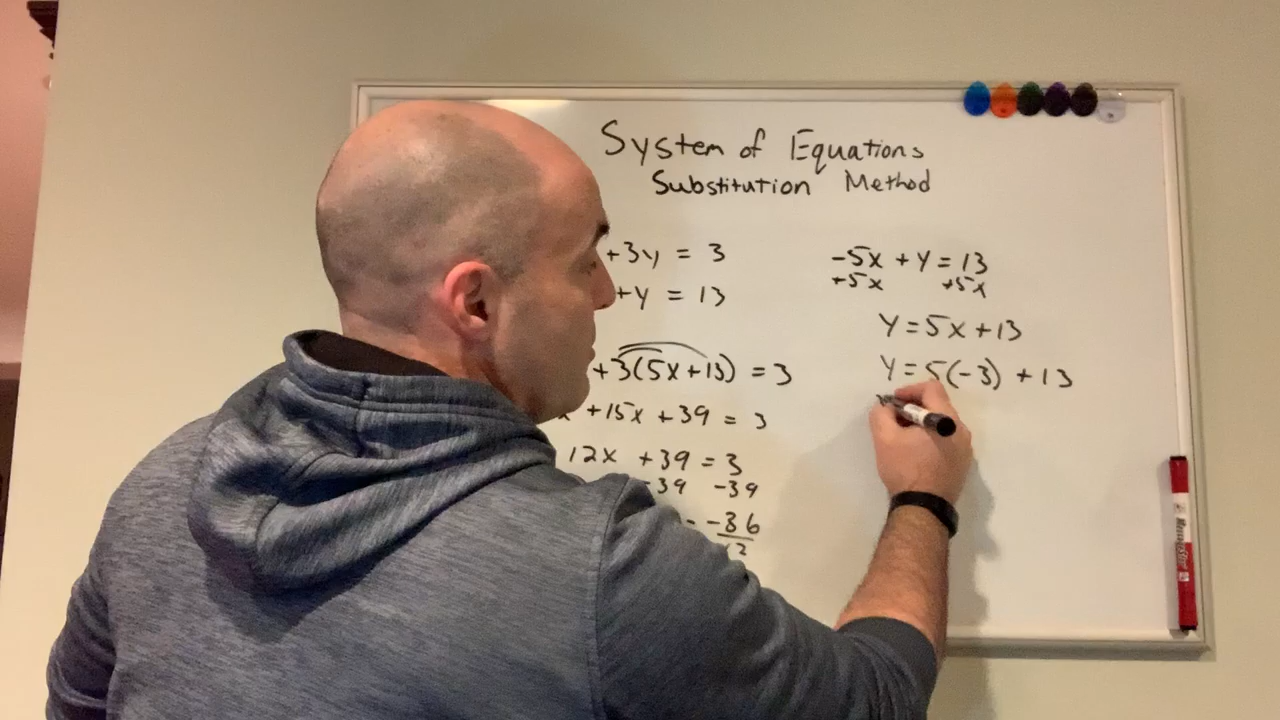 System of Equations
Substitution Method
+3y = 3
+y = 13
+3(5x+13) = 3
x +15x +39 = 3
12x +39 = 3
-39 -39
- -36
12
-5x + y = 13
+5x +5x
y = 5x+13
y = 5(-3) + 13